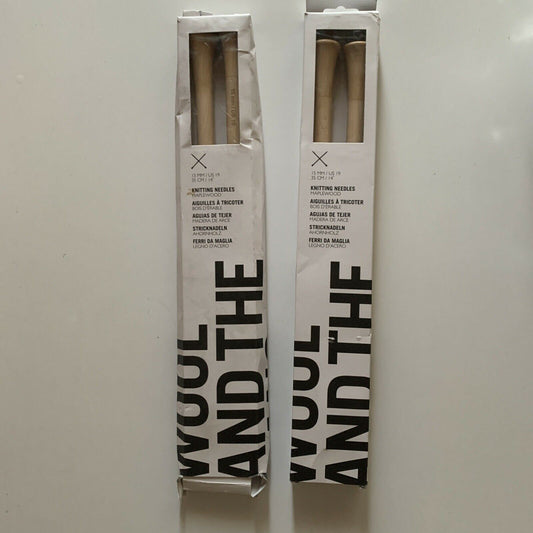 15 MM / US 19
35 CM / 14"
KNITTING NEEDLES
MAPLEWOOD
AIGUILLES À TRICOTER
BOIS D'ÉRABLE
AGUJAS DE TEJER
MADERA DE ARCE
STRICKNADELN
AHORNHOLZ
FERRI DA MAGLIA
LEGNO D'ACERO
WOOL
AND THE
15 MM / US 19
35 CM / 14"
KNITTING NEEDLES
MAPLEWOOD
AIGUILLES À TRICOTER
BOIS D'ÉRABLE
AGUJAS DE TEJER
MADERA DE ARCE
STRICKNADELN
AHORNHOLZ
FERRI DA MAGLIA
LEGNO D'ACERO
WOOL
AND THE